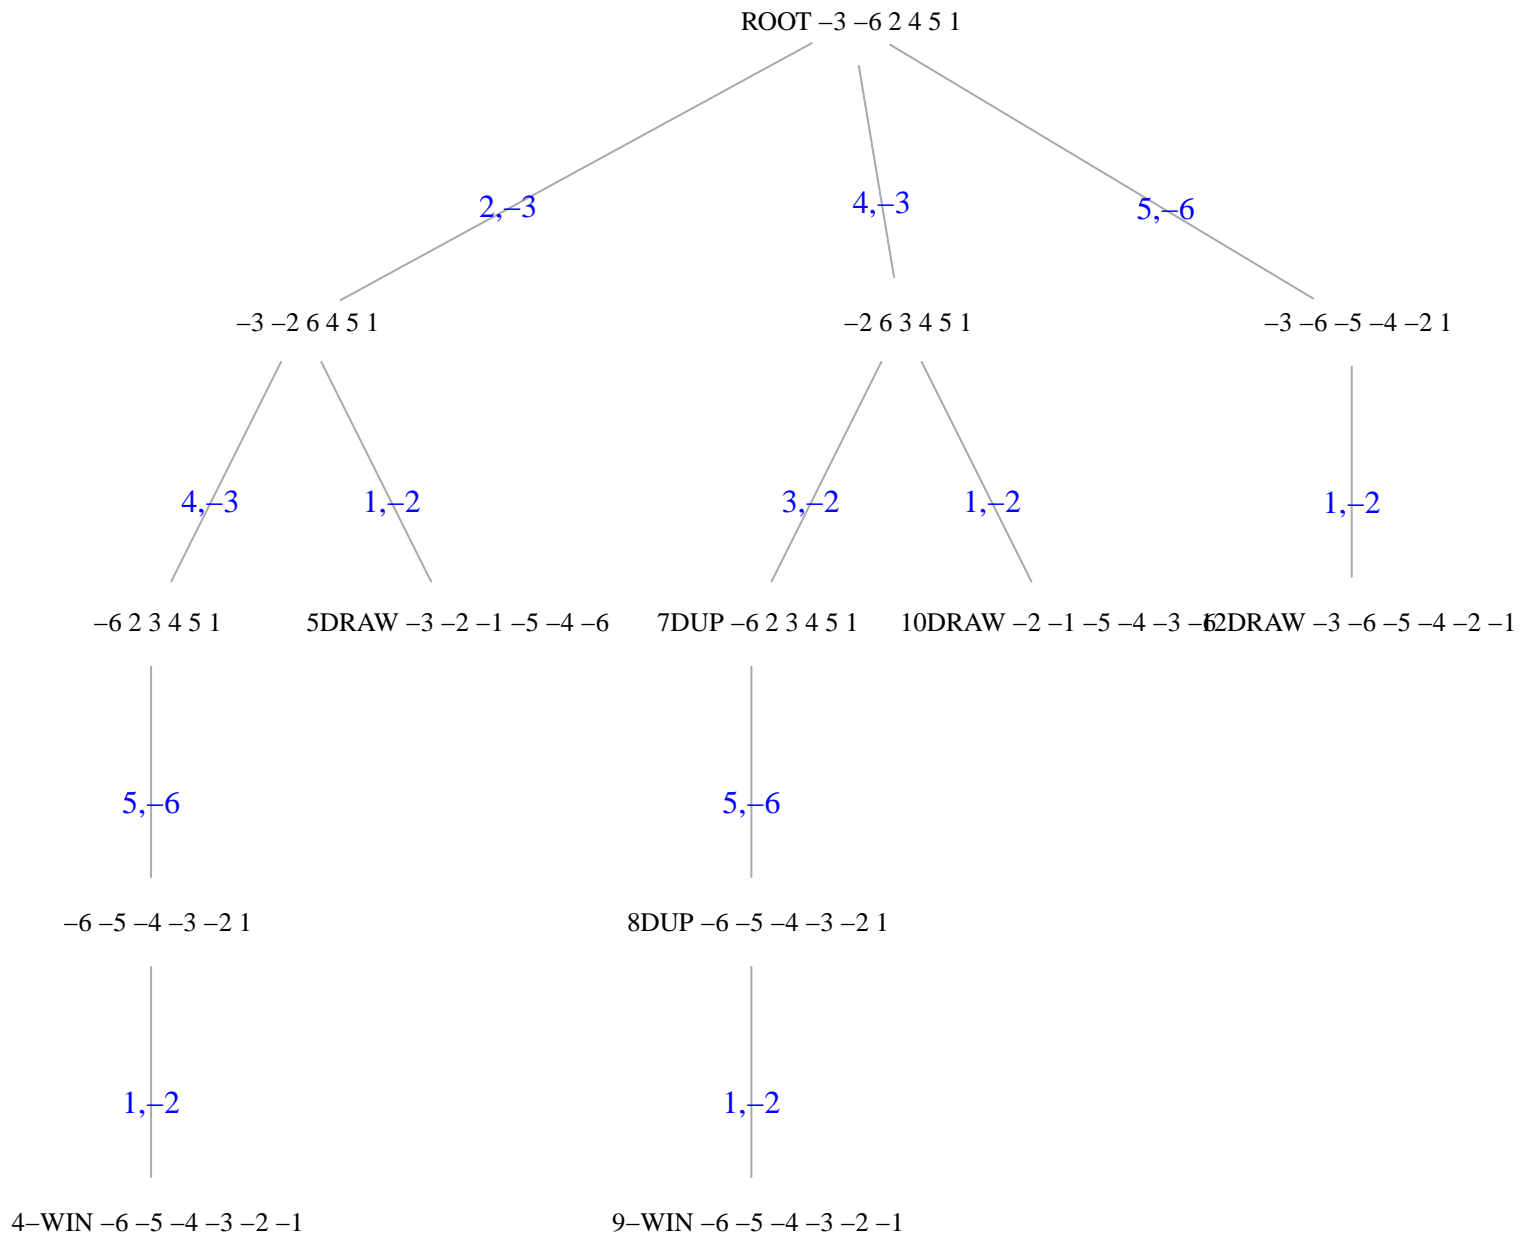 ROOT –3 –6 2 4 5 1
2,–3
4,–3
5,–6
–3 –2 6 4 5 1
–2 6 3 4 5 1
–3 –6 –5 –4 –2 1
4,–3
1,–2
3,–2
1,–2
1,–2
–6 2 3 4 5 1
5DRAW –3 –2 –1 –5 –4 –6
7DUP –6 2 3 4 5 1
10DRAW –2 –1 –5 –4 –3 –6
12DRAW –3 –6 –5 –4 –2 –1
5,–6
5,–6
–6 –5 –4 –3 –2 1
8DUP –6 –5 –4 –3 –2 1
1,–2
1,–2
4–WIN –6 –5 –4 –3 –2 –1
9–WIN –6 –5 –4 –3 –2 –1